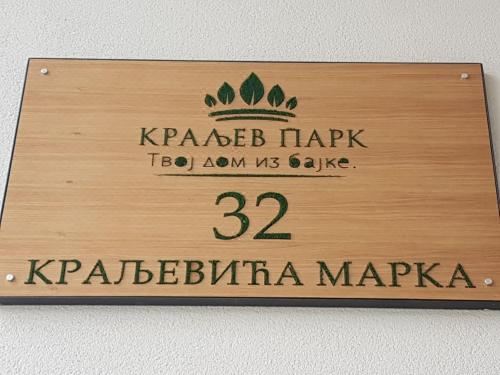 КРАЉЕВ ПАРК
Твој дом из бајке.
32
КРАЉЕВИЋА МАРКА